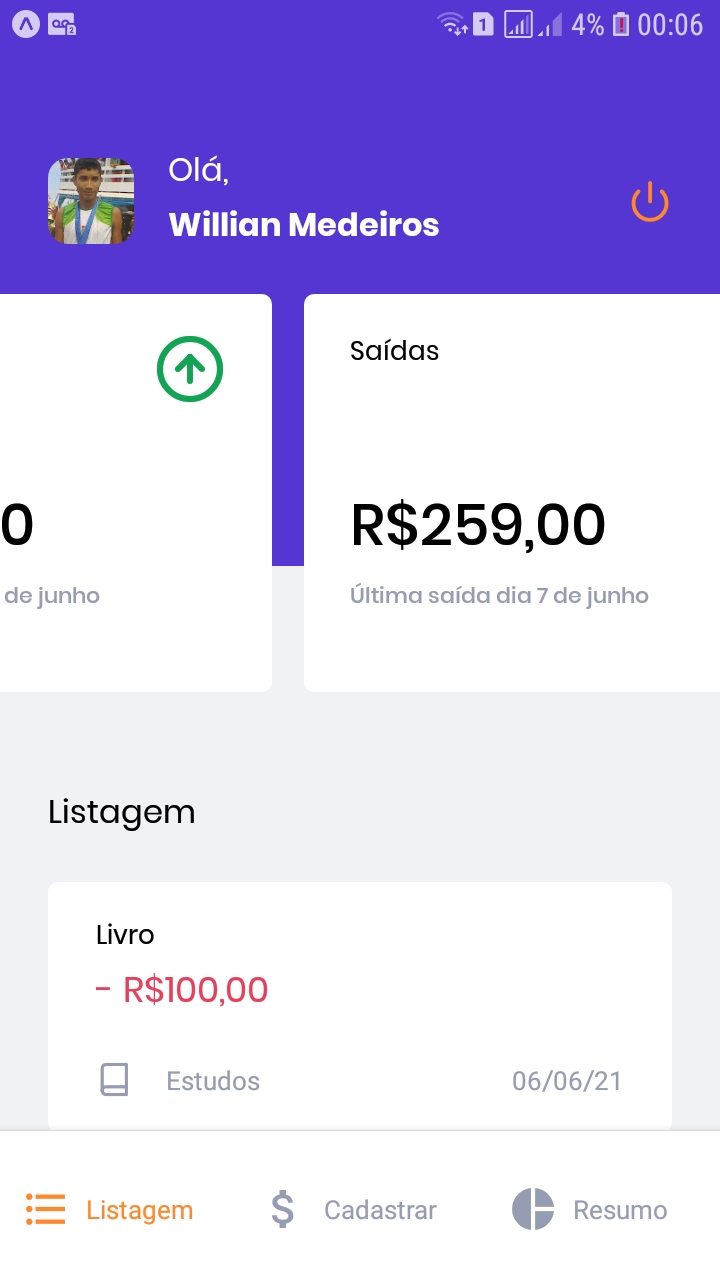 1 4% 00:06
Olá,
Willian Medeiros
Saídas
0
R$259,00
de junho
Última saída dia 7 de junho
Listagem
Livro
- R$100,00
Estudos 06/06/21
Listagem Cadastrar Resumo